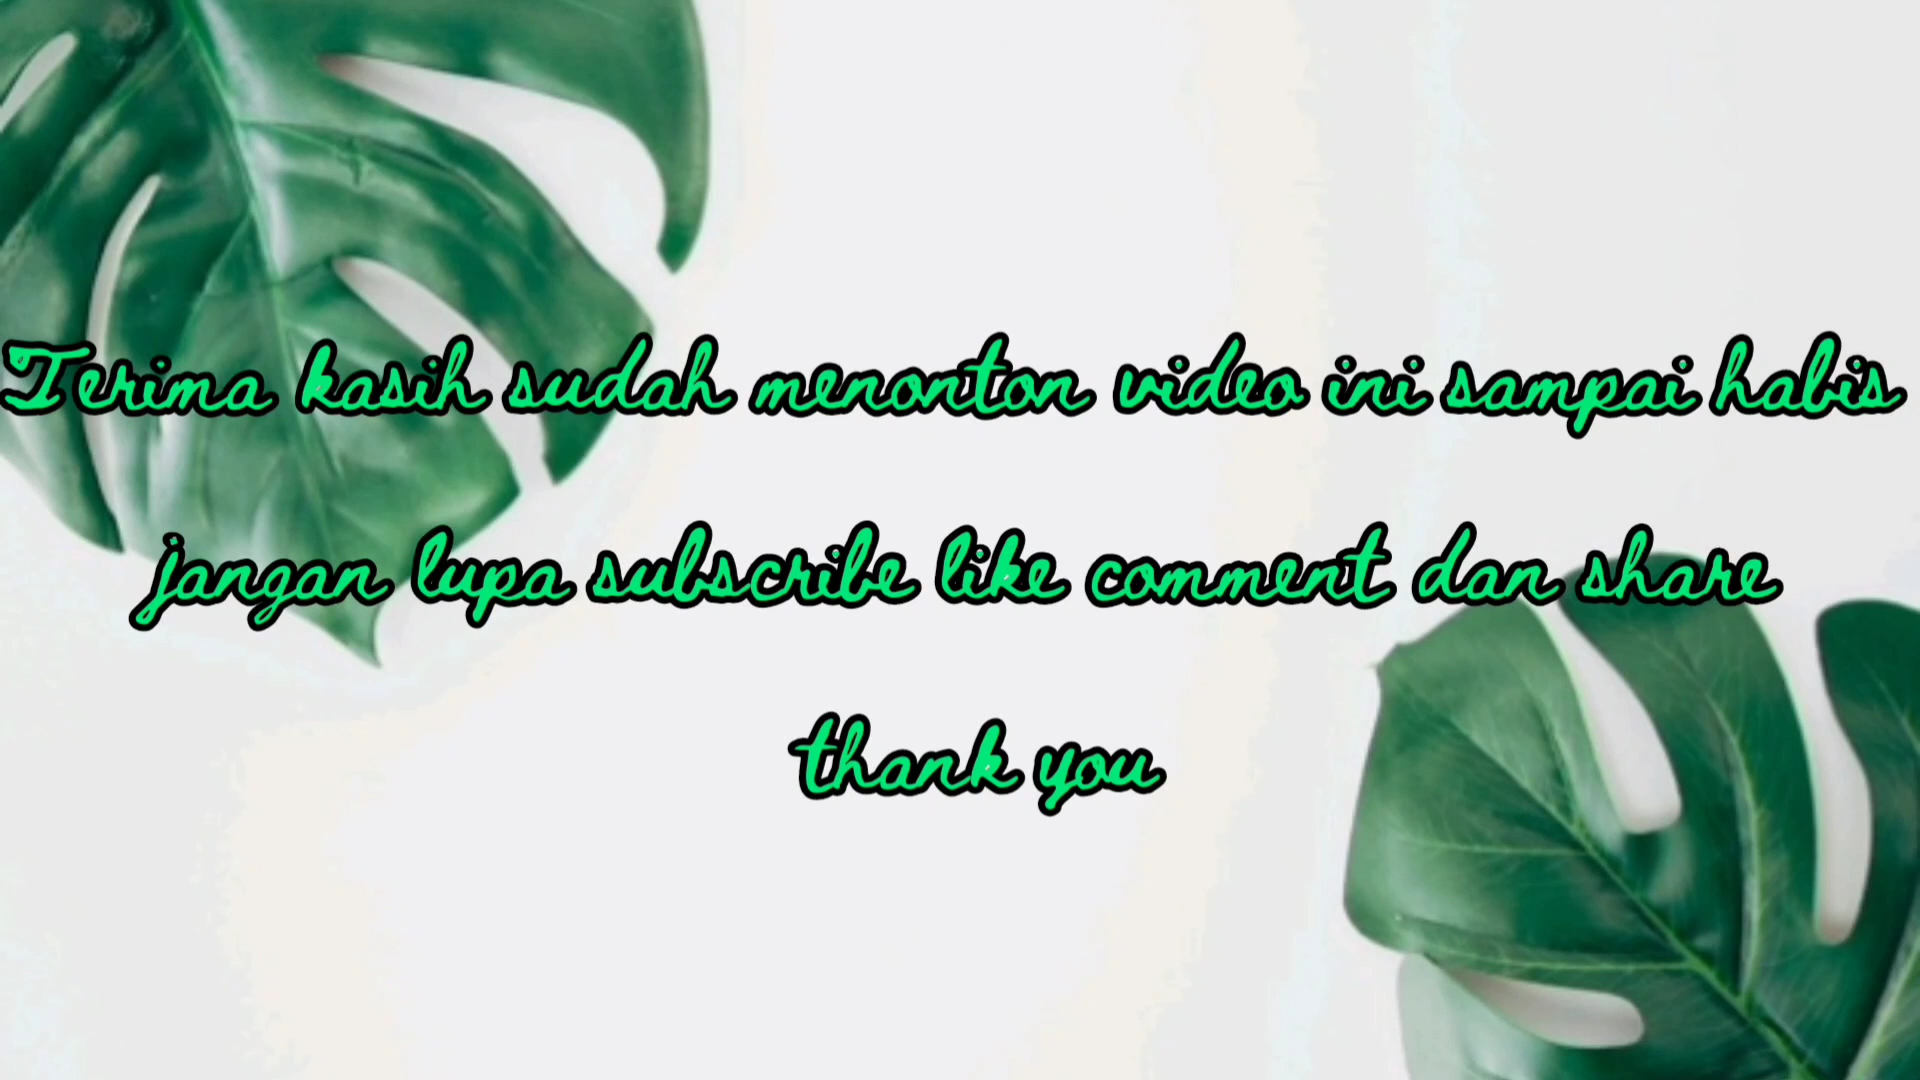 Terima kasih sudah menonton video ini sampai habis
jangan lupa subscribe like comment dan share
thank you